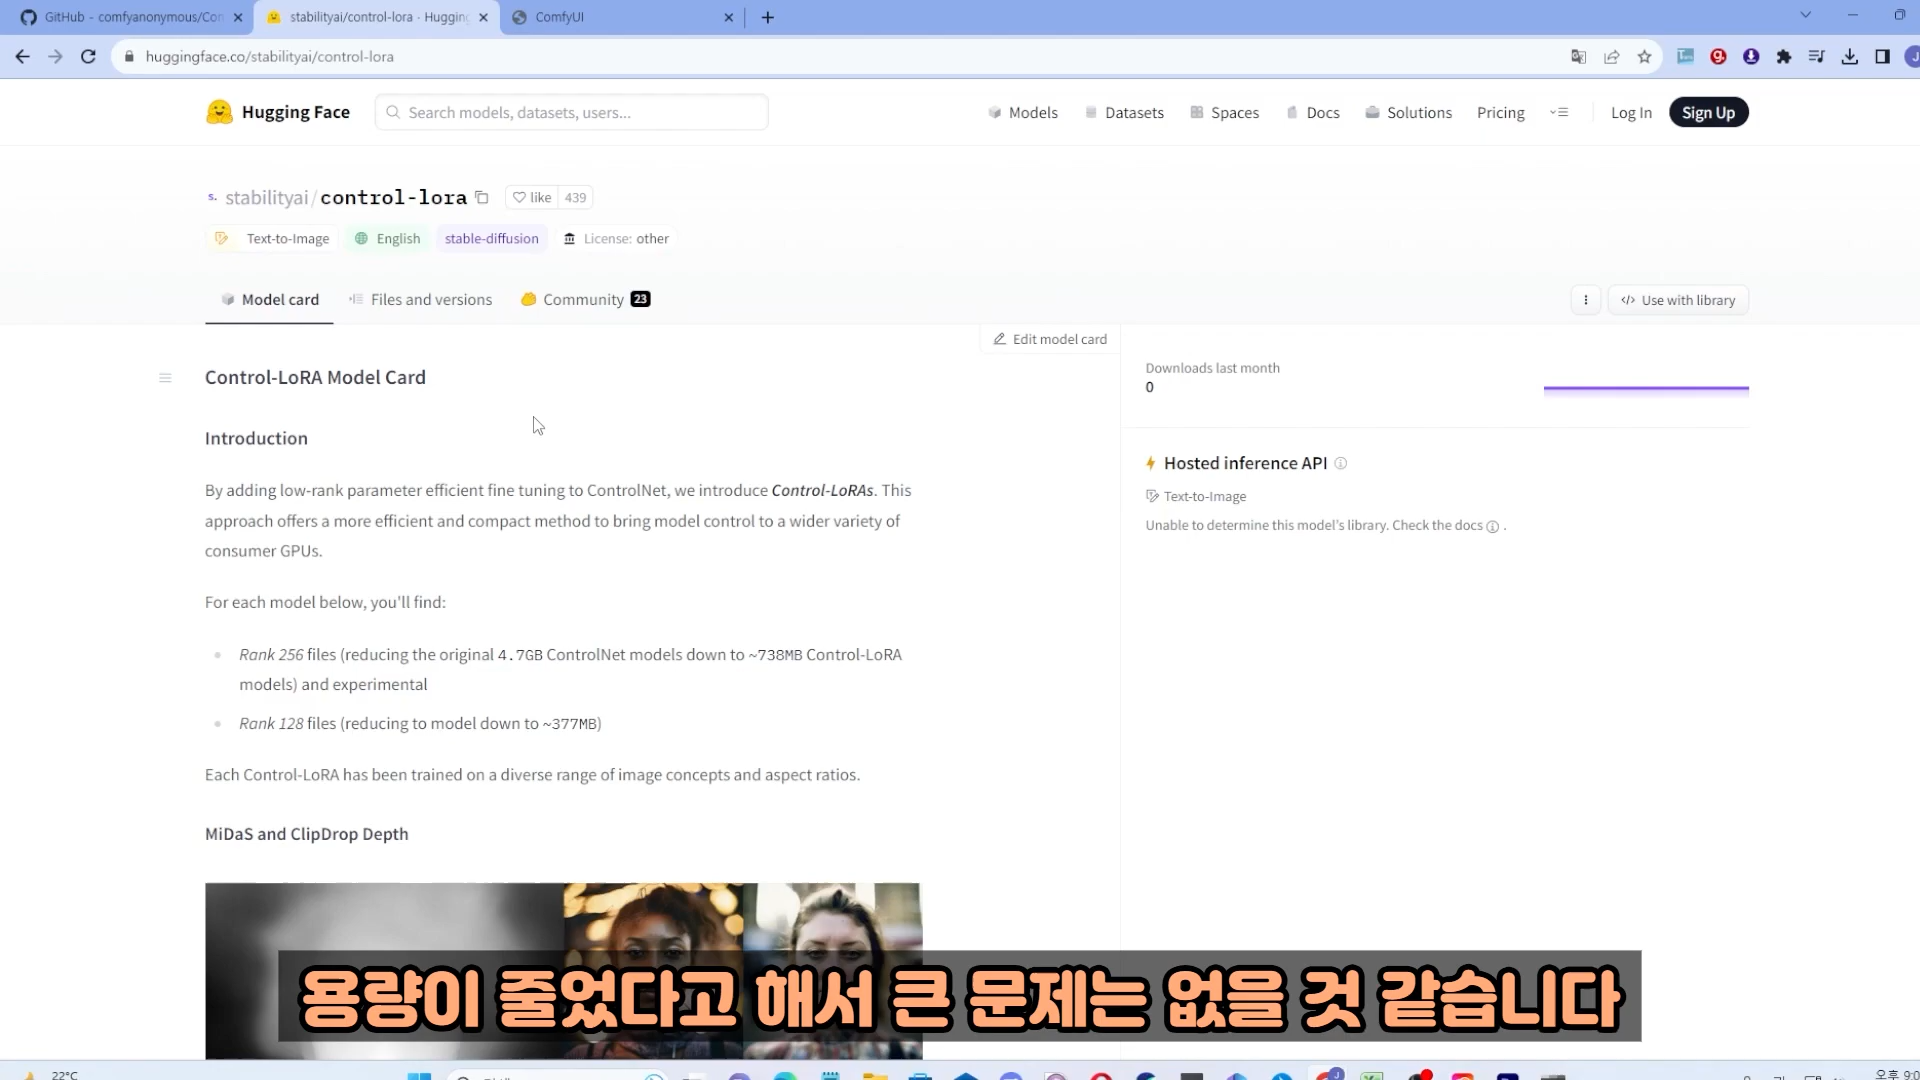 GitHub - comfyanonymous/Con
stabilityai/control-lora · Hugging
ComfyUI
huggingface.co/stabilityai/control-lora
Hugging Face
Search models, datasets, users...
Models
Datasets
Spaces
Docs
Solutions
Pricing
Log In
Sign Up
stabilityai/control-lora
like 439
Text-to-Image
English
stable-diffusion
License: other
Model card
Files and versions
Community 23
Use with library
Edit model card
Control-LoRA Model Card
Introduction
By adding low-rank parameter efficient fine tuning to ControlNet, we introduce Control-LoRAs. This
approach offers a more efficient and compact method to bring model control to a wider variety of
consumer GPUs.
For each model below, you'll find:
Rank 256 files (reducing the original 4.7GB ControlNet models down to ~738MB Control-LoRA
models) and experimental
Rank 128 files (reducing to model down to ~377MB)
Each Control-LoRA has been trained on a diverse range of image concepts and aspect ratios.
MiDaS and ClipDrop Depth
Downloads last month
0
Hosted inference API
Text-to-Image
Unable to determine this model's library. Check the docs .
용량이 줄었다고 해서 큰 문제는 없을 것 같습니다
22°C